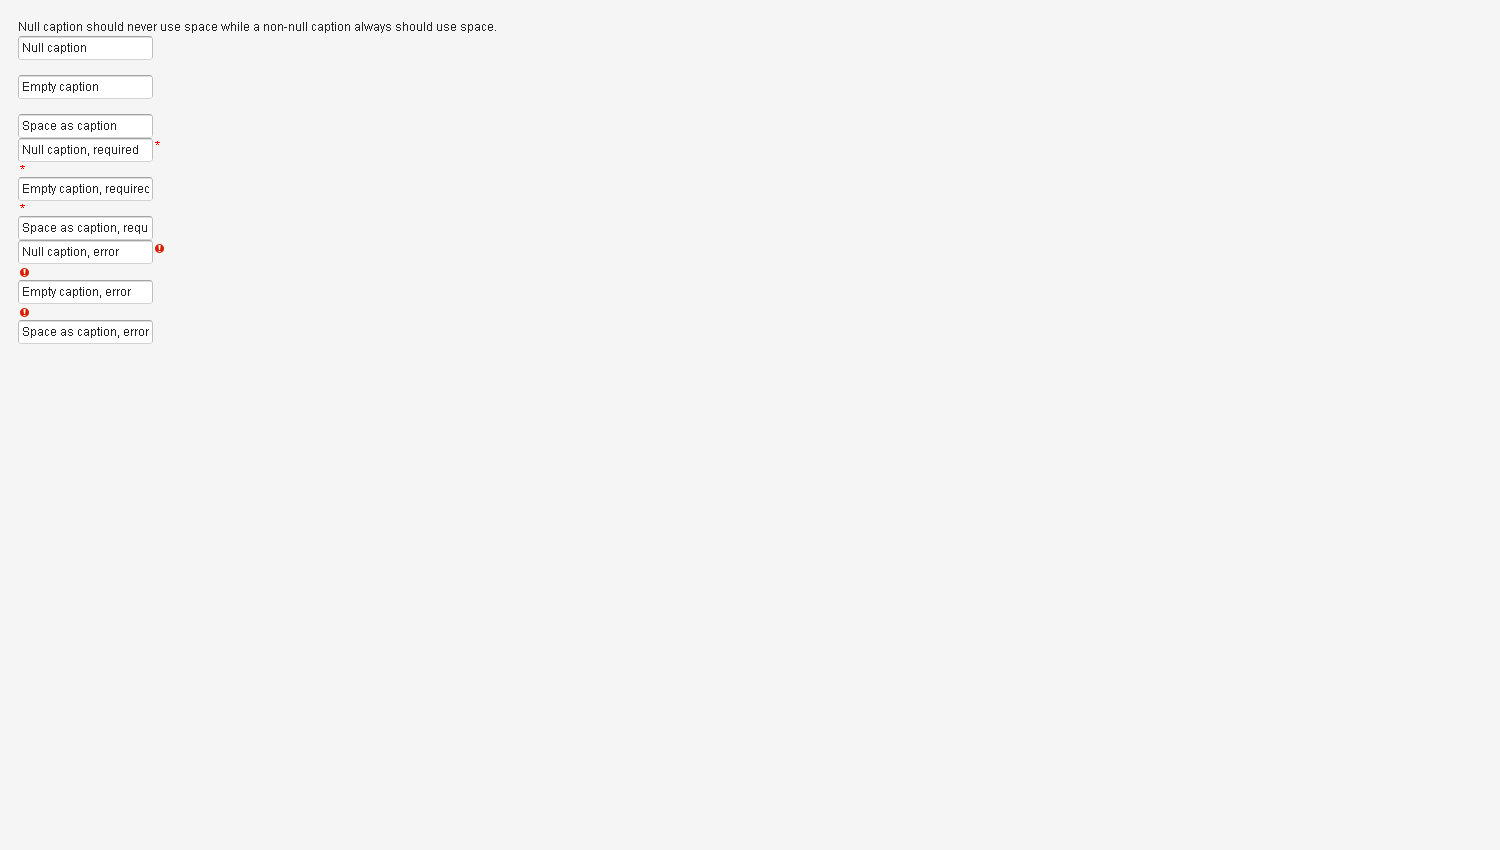 Null caption should never use space while a non-null caption always should use space.
Null caption
Empty caption
Space as caption
Null caption, required *
*
Empty caption, required
*
Space as caption, requ
Null caption, error
Empty caption, error
Space as caption, error